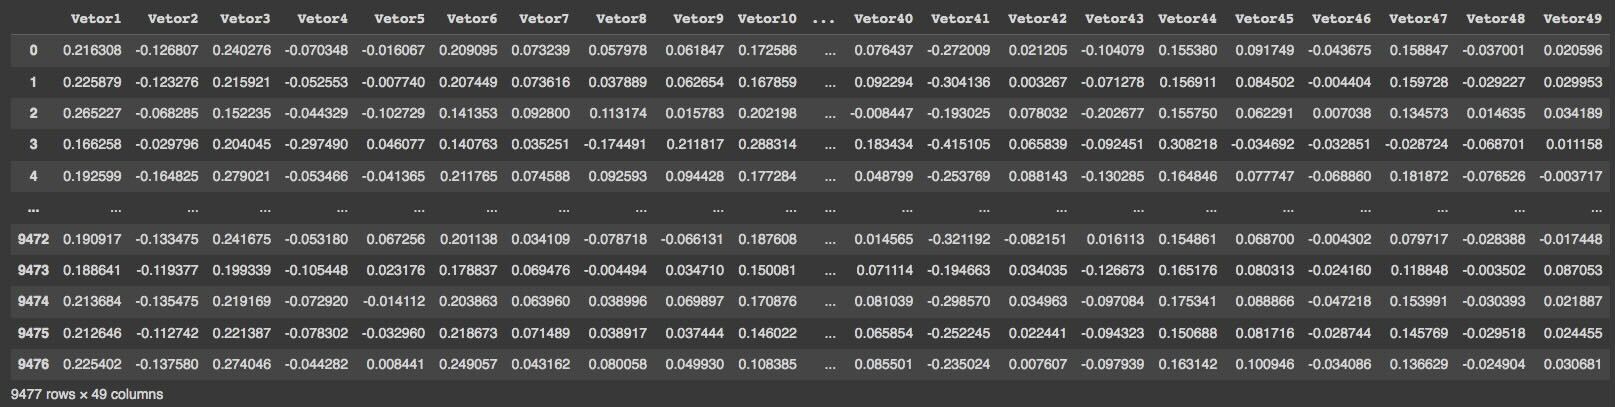 Vetor1 Vetor2 Vetor3 Vetor4 Vetor5 Vetor6 Vetor7 Vetor8 Vetor9 Vetor10 ... Vetor40 Vetor41 Vetor42 Vetor43 Vetor44 Vetor45 Vetor46 Vetor47 Vetor48 Vetor49
0 0.216308 -0.126807 0.240276 -0.070348 -0.016067 0.209095 0.073239 0.057978 0.061847 0.172586 ... 0.076437 -0.272009 0.021205 -0.104079 0.155380 0.091749 -0.043675 0.158847 -0.037001 0.020596
1 0.225879 -0.123276 0.215921 -0.052553 -0.007740 0.207449 0.073616 0.037889 0.062654 0.167859 ... 0.092294 -0.304136 0.003267 -0.071278 0.156911 0.084502 -0.004404 0.159728 -0.029227 0.029953
2 0.265227 -0.068285 0.152235 -0.044329 -0.102729 0.141353 0.092800 0.113174 0.015783 0.202198 ... -0.008447 -0.193025 0.078032 -0.202677 0.155750 0.062291 0.007038 0.134573 0.014635 0.034189
3 0.166258 -0.029796 0.204045 -0.297490 0.046077 0.140763 0.035251 -0.174491 0.211817 0.288314 ... 0.183434 -0.415105 0.065839 -0.092451 0.308218 -0.034692 -0.032851 -0.028724 -0.068701 0.011158
4 0.192599 -0.164825 0.279021 -0.053466 -0.041365 0.211765 0.074588 0.092593 0.094428 0.177284 ... 0.048799 -0.253769 0.088143 -0.130285 0.164846 0.077747 -0.068860 0.181872 -0.076526 -0.003717
... ... ... ... ... ... ... ... ... ... ... ... ... ... ... ... ... ... ... ... ... ...
9472 0.190917 -0.133475 0.241675 -0.053180 0.067256 0.201138 0.034109 -0.078718 -0.066131 0.187608 ... 0.014565 -0.321192 -0.082151 0.016113 0.154861 0.068700 -0.004302 0.079717 -0.028388 -0.017448
9473 0.188641 -0.119377 0.199339 -0.105448 0.023176 0.178837 0.069476 -0.004494 0.034710 0.150081 ... 0.071114 -0.194663 0.034035 -0.126673 0.165176 0.080313 -0.024160 0.118848 -0.003502 0.087053
9474 0.213684 -0.135475 0.219169 -0.072920 -0.014112 0.203863 0.063960 0.038996 0.069897 0.170876 ... 0.081039 -0.298570 0.034963 -0.097084 0.175341 0.088866 -0.047218 0.153991 -0.030393 0.021887
9475 0.212646 -0.112742 0.221387 -0.078302 -0.032960 0.218673 0.071489 0.038917 0.037444 0.146022 ... 0.065854 -0.252245 0.022441 -0.094323 0.150688 0.081716 -0.028744 0.145769 -0.029518 0.024455
9476 0.225402 -0.137580 0.274046 -0.044282 0.008441 0.249057 0.043162 0.080058 0.049930 0.108385 ... 0.085501 -0.235024 0.007607 -0.097939 0.163142 0.100946 -0.034086 0.136629 -0.024904 0.030681
9477 rows × 49 columns